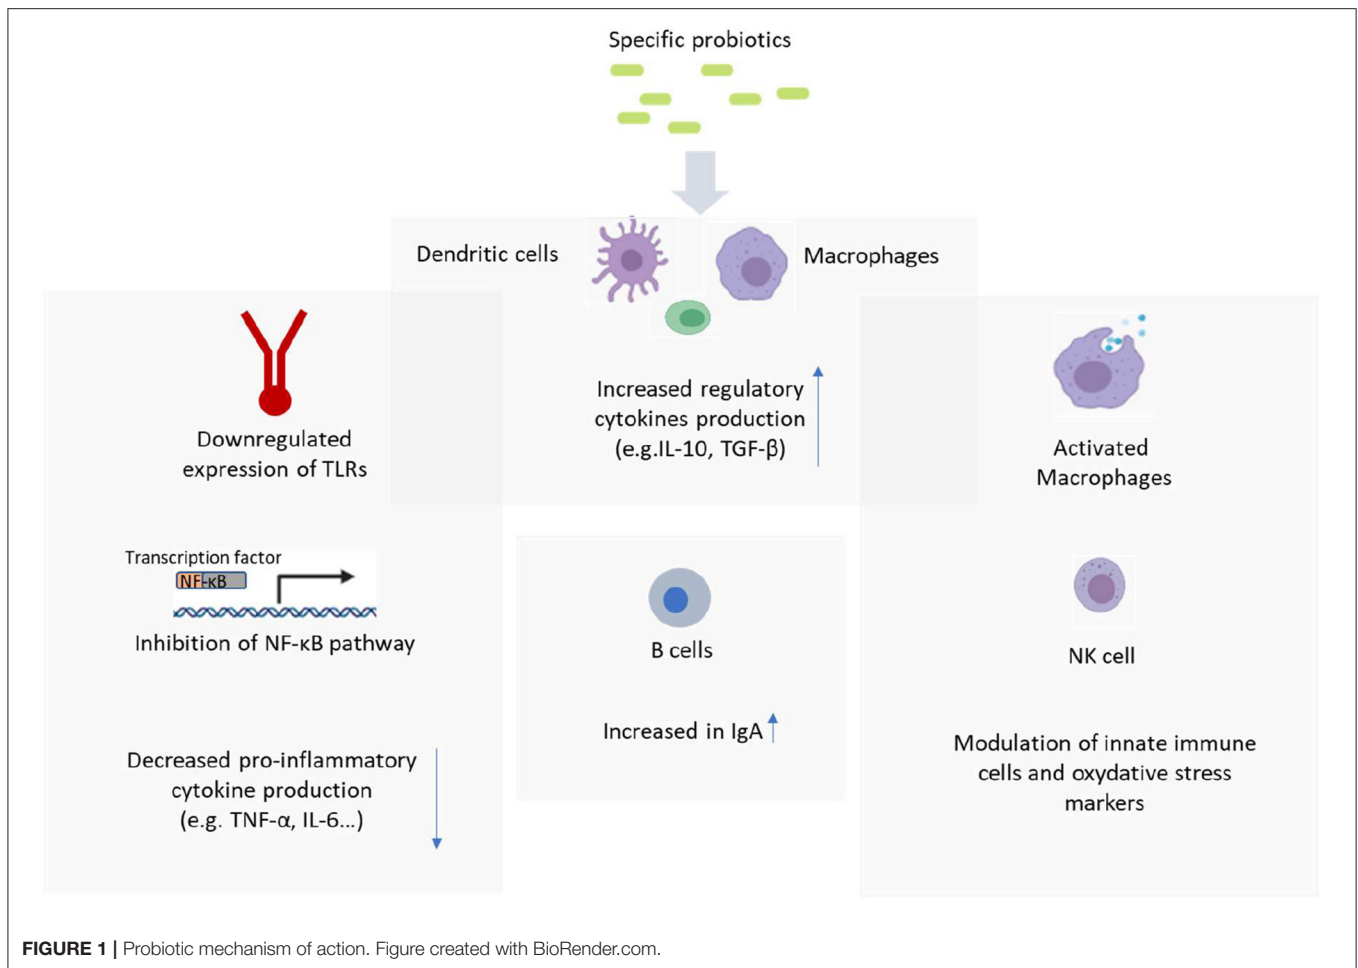 Specific probiotics
Dendritic cells
Macrophages
Increased regulatory
cytokines production
(e.g.IL-10, TGF-β)
Downregulated
expression of TLRs
Transcription factor
NF-κB
Inhibition of NF-κB pathway
Decreased pro-inflammatory
cytokine production
(e.g. TNF-α, IL-6...)
B cells
Increased in IgA
Activated
Macrophages
NK cell
Modulation of innate immune
cells and oxydative stress
markers
FIGURE 1 | Probiotic mechanism of action. Figure created with BioRender.com.